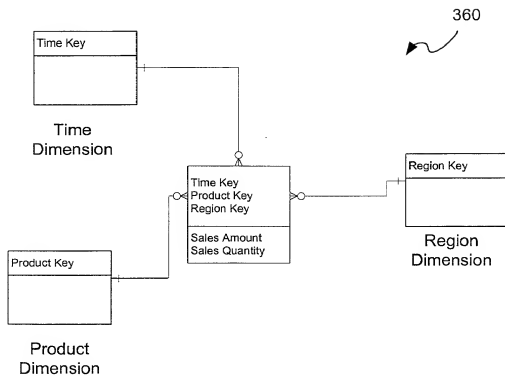 360
Time Key
Time
Dimension
Time Key
Product Key
Region Key
Sales Amount
Sales Quantity
Region Key
Region
Dimension
Product Key
Product
Dimension